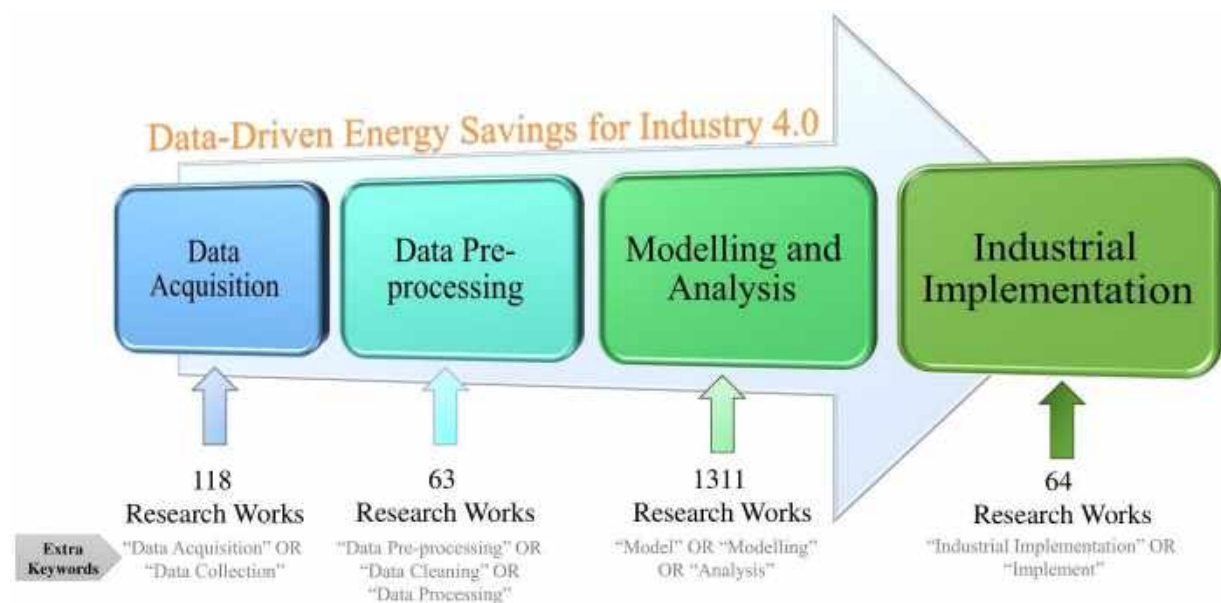 Data-Driven Energy Savings for Industry 4.0
Data
Acquisition
Data Pre-
processing
Modelling and
Analysis
Industrial
Implementation
118
Research Works
63
Research Works
1311
Research Works
64
Research Works
Extra
Keywords
“Data Acquisition” OR
“Data Collection”
“Data Pre-processing” OR
“Data Cleaning” OR
“Data Processing”
“Model” OR “Modelling”
OR “Analysis”
“Industrial Implementation” OR
“Implement”